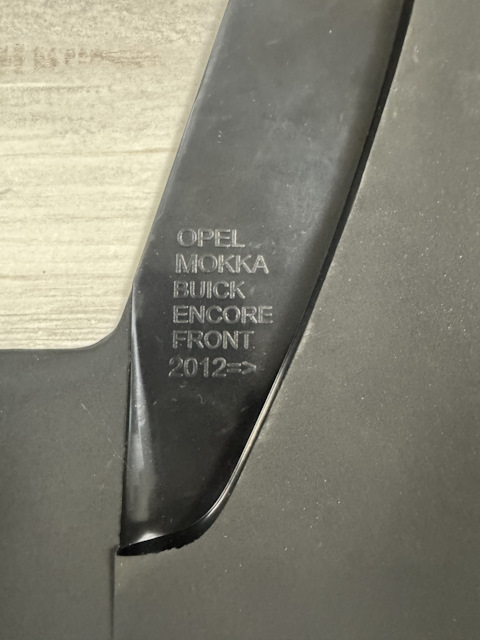 OPEL
MOKKA
BUICK
ENCORE
FRONT
2012=>